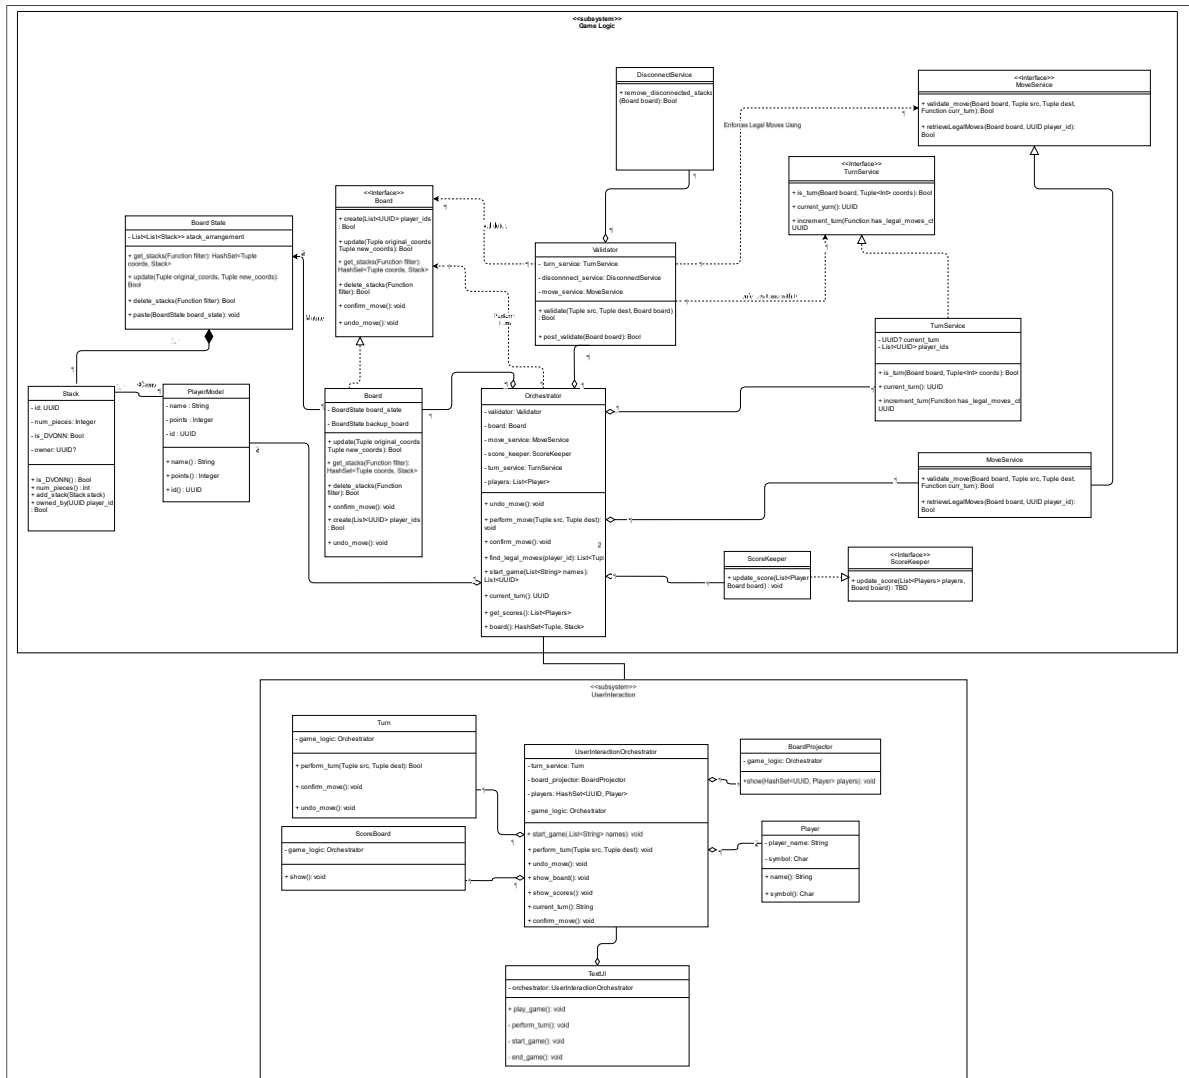 <<subsystem>>
Game Logic
DisconnectService
+ remove_disconnected_stacks
(Board board): Bool
<<Interface>>
MoveService
+ validate_move(Board board, Tuple src, Tuple dest,
Function curr_turn): Bool
+ retrieveLegalMoves(Board board, UUID player_id):
Bool
Enforces Legal Moves Using
<<Interface>>
TurnService
+ is_turn(Board board, Tuple<Int> coords): Bool
+ current_yurn(): UUID
+ increment_turn(Function has_legal_moves_cl
UUID
<<Interface>>
Board
+ create(List<UUID> player_ids
: Bool
+ update(Tuple original_coords
Tuple new_coords): Bool
+ get_stacks(Function filter):
HashSet<Tuple coords, Stack>
+ delete_stacks(Function
filter): Bool
+ confirm_move(): void
+ undo_move(): void
Board State
- List<List<Stack>> stack_arrangement
+ get_stacks(Function filter): HashSet<Tuple
coords, Stack>
+ update(Tuple original_coords, Tuple new_coords):
Bool
+ delete_stacks(Function filter): Bool
+ paste(BoardState board_state): void
Validator
- turn_service: TurnService
- disconnnect_service: DisconnectService
- move_service: MoveService
+ validate(Tuple src, Tuple dest, Board board)
: Bool
+ post_validate(Board board): Bool
TurnService
- UUID? current_turn
- List<UUID> player_ids
+ is_turn(Board board, Tuple<Int> coords): Bool
+ current_turn(): UUID
+ increment_turn(Function has_legal_moves_cl
UUID
Stack
- id: UUID
- num_pieces: Integer
- is_DVONN: Bool
- owner: UUID?
+ is_DVONN() : Bool
+ num_pieces() : Int
+ add_stack(Stack stack)
+ owned_by(UUID player_id
: Bool
PlayerModel
- name : String
- points : Integer
- id : UUID
+ name() : String
+ points() : Integer
+ id() : UUID
Board
- BoardState board_state
- BoardState backup_board
+ update(Tuple original_coords
Tuple new_coords): Bool
+ get_stacks(Function filter):
HashSet<Tuple coords, Stack>
+ delete_stacks(Function
filter): Bool
+ confirm_move(): void
+ create(List<UUID> player_ids
: Bool
+ undo_move(): void
Orchestrator
- validator: Validator
- board: Board
- move_service: MoveService
- score_keeper: ScoreKeeper
- turn_service: TurnService
- players: List<Player>
+ undo_move(): void
+ perform_move(Tuple src, Tuple dest):
void
+ confirm_move(): void
2
+ find_legal_moves(player_id): List<Tupl
+ start_game(List<String> names):
List<UUID>
+ current_turn(): UUID
+ get_scores(): List<Players>
+ board(): HashSet<Tuple, Stack>
MoveService
+ validate_move(Board board, Tuple src, Tuple dest,
Function curr_turn): Bool
+ retrieveLegalMoves(Board board, UUID player_id):
Bool
ScoreKeeper
+ update_score(List<Player
Board board) : void
<<Interface>>
ScoreKeeper
+ update_score(List<Players> players,
Board board) : TBD
<<subsystem>>
UserInteraction
Turn
- game_logic: Orchestrator
+ perform_turn(Tuple src, Tuple dest): Bool
+ confirm_move(): void
+ undo_move(): void
UserInteractionOrchestrator
- turn_service: Turn
- board_projector: BoardProjector
- players: HashSet<UUID, Player>
- game_logic: Orchestrator
+ start_game(.List<String> names): void
+ perform_turn(Tuple src, Tuple dest): void
+ undo_move(): void
+ show_board(): void
+ show_scores(): void
+ current_turn(): String
+ confirm_move(): void
BoardProjector
- game_logic: Orchestrator
+show(HashSet<UUID, Player> players): void
ScoreBoard
- game_logic: Orchestrator
+ show(): void
Player
- player_name: String
- symbol: Char
+ name(): String
+ symbol(): Char
TextUI
- orchestrator: UserInteractionOrchestrator
+ play_game(): void
- perform_turn(): void
- start_game(): void
- end_game(): void